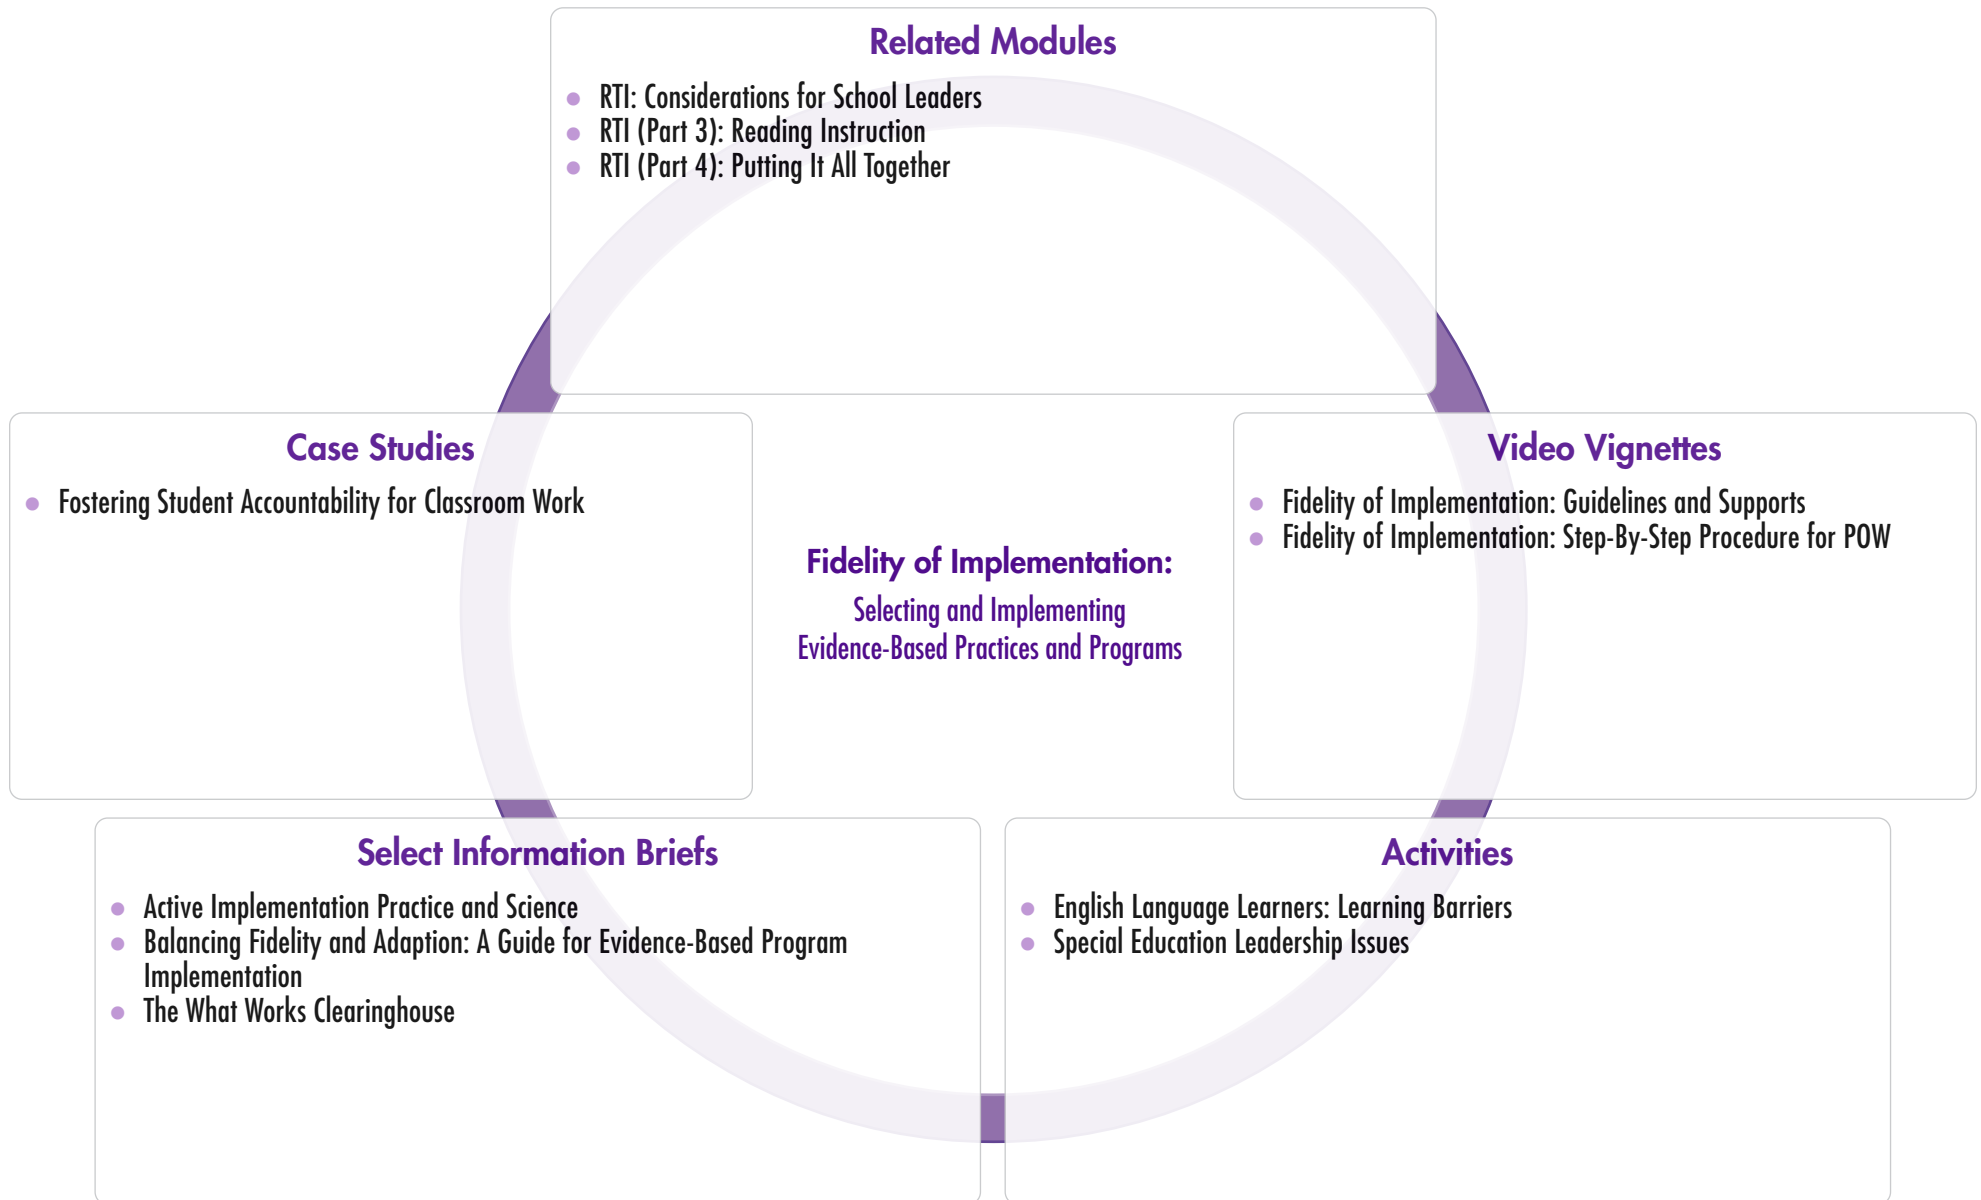 Related Modules
RTI: Considerations for School Leaders
RTI (Part 3): Reading Instruction
RTI (Part 4): Putting It All Together
Case Studies
Fostering Student Accountability for Classroom Work
Fidelity of Implementation:
Selecting and Implementing
Evidence-Based Practices and Programs
Video Vignettes
Fidelity of Implementation: Guidelines and Supports
Fidelity of Implementation: Step-By-Step Procedure for POW
Select Information Briefs
Active Implementation Practice and Science
Balancing Fidelity and Adaption: A Guide for Evidence-Based Program
Implementation
The What Works Clearinghouse
Activities
English Language Learners: Learning Barriers
Special Education Leadership Issues